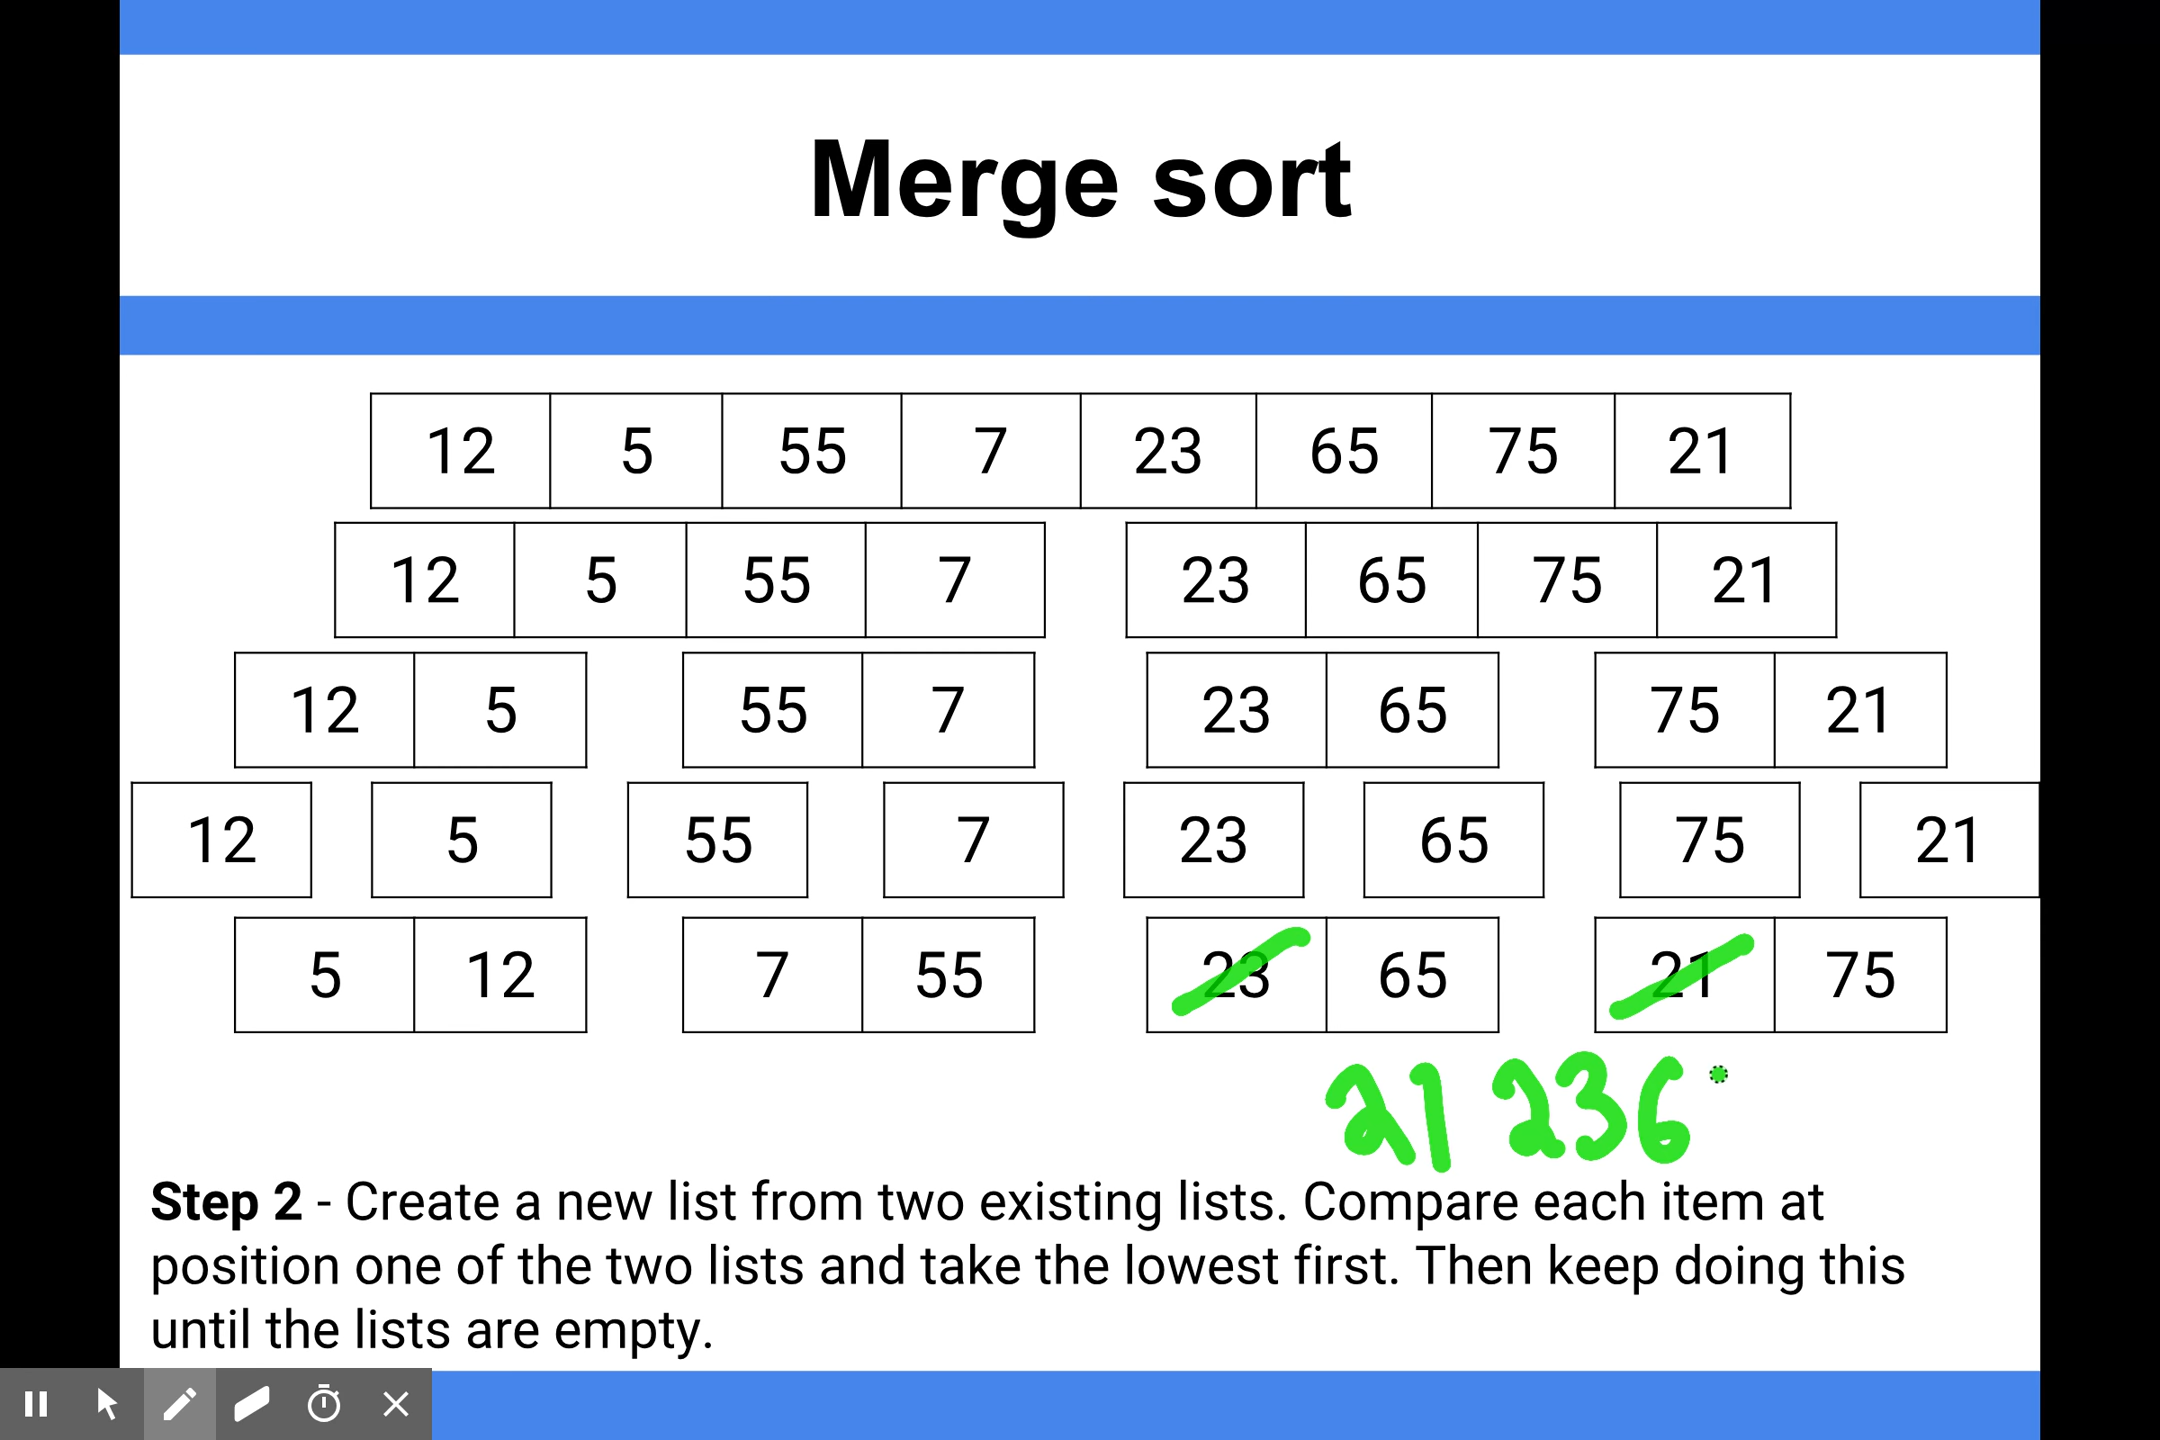 Merge sort
12 5 55 7 23 65 75 21
12 5 55 7 23 65 75 21
12 5 55 7 23 65 75 21
12 5 55 7 23 65 75 21
5 12 7 55 23 65 21 75
21 23 6
Step 2 - Create a new list from two existing lists. Compare each item at
position one of the two lists and take the lowest first. Then keep doing this
until the lists are empty.